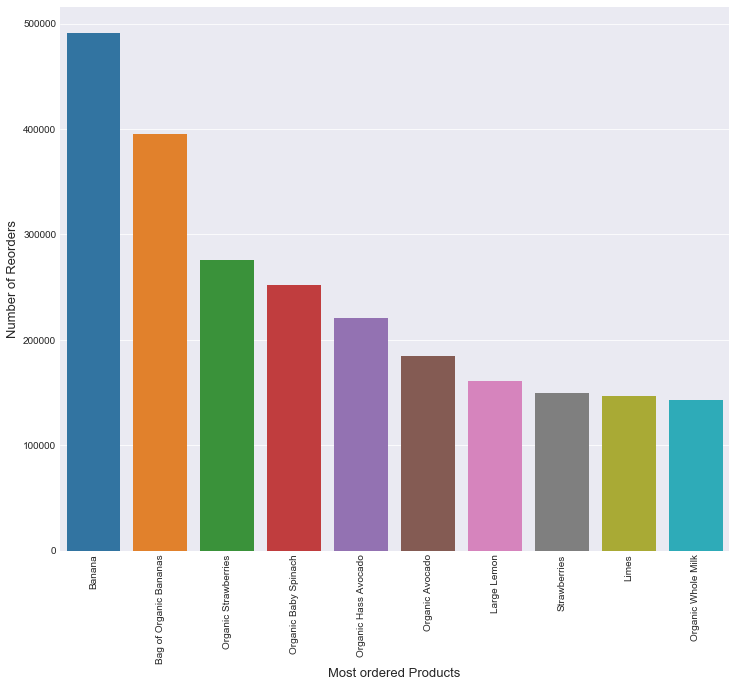 500000
400000
300000
200000
100000
0
Number of Reorders
Banana
Bag of Organic Bananas
Organic Strawberries
Organic Baby Spinach
Organic Hass Avocado
Organic Avocado
Large Lemon
Strawberries
Limes
Organic Whole Milk
Most ordered Products